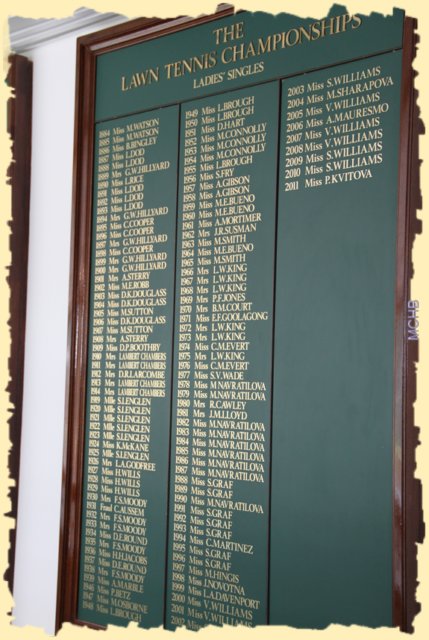 THE
LAWN TENNIS CHAMPIONSHIPS
LADIES' SINGLES
1884 Miss M.WATSON
1885 Miss M.WATSON
1886 Miss B.BINGLEY
1887 Miss L.DOD
1888 Miss L.DOD
1889 Mrs G.W.HILLYARD
1890 Miss L.RICE
1891 Miss L.DOD
1892 Miss L.DOD
1893 Miss L.DOD
1894 Mrs G.W.HILLYARD
1895 Miss C.COOPER
1896 Miss C.COOPER
1897 Mrs G.W.HILLYARD
1898 Miss C.COOPER
1899 Mrs G.W.HILLYARD
1900 Mrs G.W.HILLYARD
1901 Mrs A.STERRY
1902 Miss M.E.ROBB
1903 Miss D.K.DOUGLASS
1904 Miss D.K.DOUGLASS
1905 Miss M.SUTTON
1906 Miss D.K.DOUGLASS
1907 Miss M.SUTTON
1908 Mrs A.STERRY
1909 Miss D.P.BOOTHBY
1910 Mrs LAMBERT CHAMBERS
1911 Mrs LAMBERT CHAMBERS
1912 Mrs D.R.LARCOMBE
1913 Mrs LAMBERT CHAMBERS
1914 Mrs LAMBERT CHAMBERS
1919 Mlle S.LENGLEN
1920 Mlle S.LENGLEN
1921 Mlle S.LENGLEN
1922 Mlle S.LENGLEN
1923 Mlle S.LENGLEN
1924 Miss K.McKANE
1925 Mlle S.LENGLEN
1926 Mrs L.A.GODFREE
1927 Miss H.WILLS
1928 Miss H.WILLS
1929 Miss H.WILLS
1930 Mrs F.S.MOODY
1931 Fraul C.AUSSEM
1932 Mrs F.S.MOODY
1933 Mrs F.S.MOODY
1934 Miss D.E.ROUND
1935 Mrs F.S.MOODY
1936 Miss H.H.JACOBS
1937 Miss D.E.ROUND
1938 Mrs F.S.MOODY
1939 Miss A.MARBLE
1946 Miss P.BETZ
1947 Miss M.OSBORNE
1948 Miss L.BROUGH
1949 Miss L.BROUGH
1950 Miss L.BROUGH
1951 Miss D.HART
1952 Miss M.CONNOLLY
1953 Miss M.CONNOLLY
1954 Miss M.CONNOLLY
1955 Miss L.BROUGH
1956 Miss S.FRY
1957 Miss A.GIBSON
1958 Miss A.GIBSON
1959 Miss M.E.BUENO
1960 Miss M.E.BUENO
1961 Miss A.MORTIMER
1962 Mrs J.R.SUSMAN
1963 Miss M.SMITH
1964 Miss M.E.BUENO
1965 Miss M.SMITH
1966 Mrs L.W.KING
1967 Mrs L.W.KING
1968 Mrs L.W.KING
1969 Mrs P.F.JONES
1970 Mrs B.M.COURT
1971 Miss E.F.GOOLAGONG
1972 Mrs L.W.KING
1973 Mrs L.W.KING
1974 Miss C.M.EVERT
1975 Mrs L.W.KING
1976 Miss C.M.EVERT
1977 Miss S.V.WADE
1978 Miss M.NAVRATILOVA
1979 Miss M.NAVRATILOVA
1980 Mrs R.CAWLEY
1981 Mrs J.M.LLOYD
1982 Miss M.NAVRATILOVA
1983 Miss M.NAVRATILOVA
1984 Miss M.NAVRATILOVA
1985 Miss M.NAVRATILOVA
1986 Miss M.NAVRATILOVA
1987 Miss M.NAVRATILOVA
1988 Miss S.GRAF
1989 Miss S.GRAF
1990 Miss M.NAVRATILOVA
1991 Miss S.GRAF
1992 Miss S.GRAF
1993 Miss S.GRAF
1994 Miss C.MARTINEZ
1995 Miss S.GRAF
1996 Miss S.GRAF
1997 Miss M.HINGIS
1998 Miss J.NOVOTNA
1999 Miss L.A.DAVENPORT
2000 Miss V.WILLIAMS
2001 Miss V.WILLIAMS
2002 Miss S.WILLIAMS
2003 Miss S.WILLIAMS
2004 Miss M.SHARAPOVA
2005 Miss V.WILLIAMS
2006 Miss A.MAURESMO
2007 Miss V.WILLIAMS
2008 Miss V.WILLIAMS
2009 Miss S.WILLIAMS
2010 Miss S.WILLIAMS
2011 Miss P.KVITOVA
MCHB